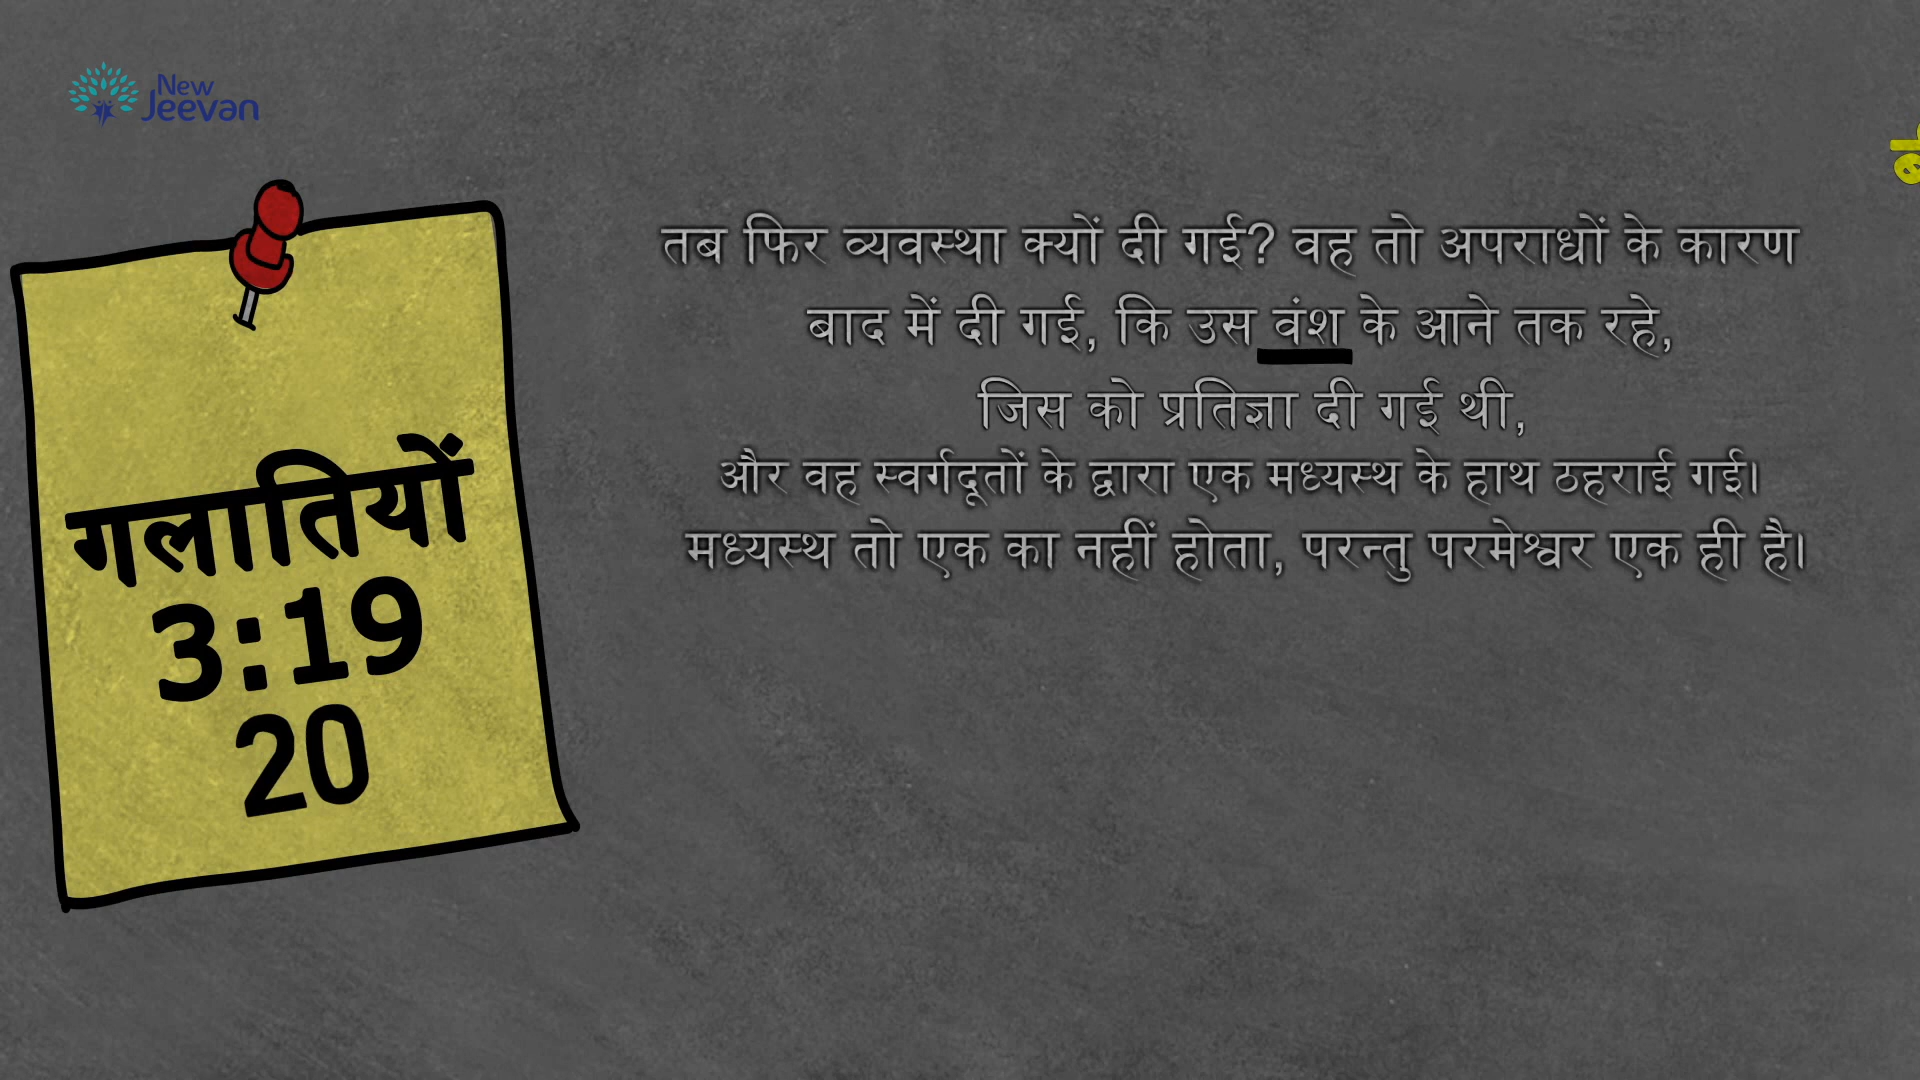 New
Jeevan
गलातियों
3:19
20
तब फिर व्यवस्था क्यों दी गई? वह तो अपराधों के कारण
बाद में दी गई, कि उस वंश के आने तक रहे,
जिस को प्रतिज्ञा दी गई थी,
और वह स्वर्गदूतों के द्वारा एक मध्यस्थ के हाथ ठहराई गई।
मध्यस्थ तो एक का नहीं होता, परन्तु परमेश्वर एक ही है।